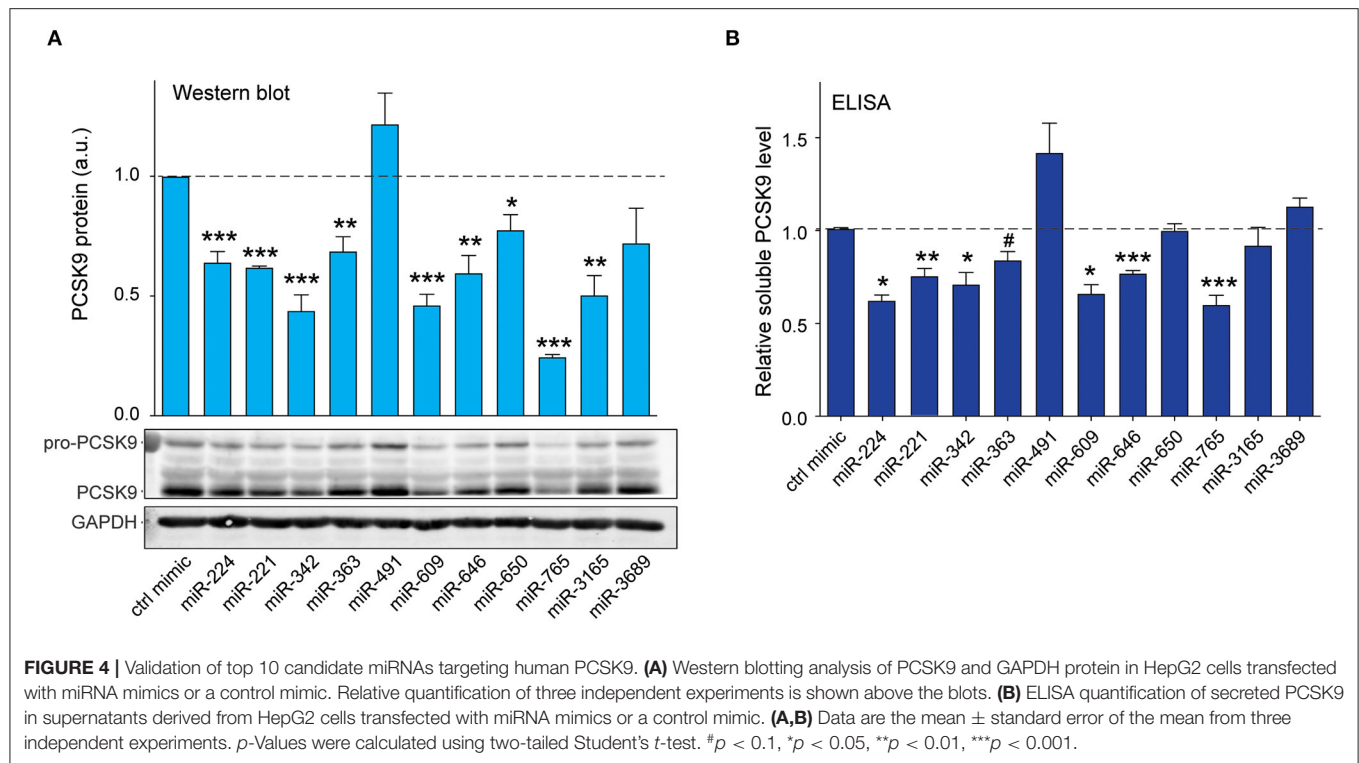 A
Western blot
PCSK9 protein (a.u.)
1.0
0.5
0.0
*** *** *** ** *** ** * *** **
pro-PCSK9
PCSK9
GAPDH
ctrl mimic
miR-224
miR-221
miR-342
miR-363
miR-491
miR-609
miR-646
miR-650
miR-765
miR-3165
miR-3689
B
ELISA
Relative soluble PCSK9 level
1.5
1.0
0.5
0.0
* ** * # * *** ***
ctrl mimic
miR-224
miR-221
miR-342
miR-363
miR-491
miR-609
miR-646
miR-650
miR-765
miR-3165
miR-3689
FIGURE 4 | Validation of top 10 candidate miRNAs targeting human PCSK9. (A) Western blotting analysis of PCSK9 and GAPDH protein in HepG2 cells transfected
with miRNA mimics or a control mimic. Relative quantification of three independent experiments is shown above the blots. (B) ELISA quantification of secreted PCSK9
in supernatants derived from HepG2 cells transfected with miRNA mimics or a control mimic. (A,B) Data are the mean ± standard error of the mean from three
independent experiments. p-Values were calculated using two-tailed Student's t-test. #p < 0.1, *p < 0.05, **p < 0.01, ***p < 0.001.